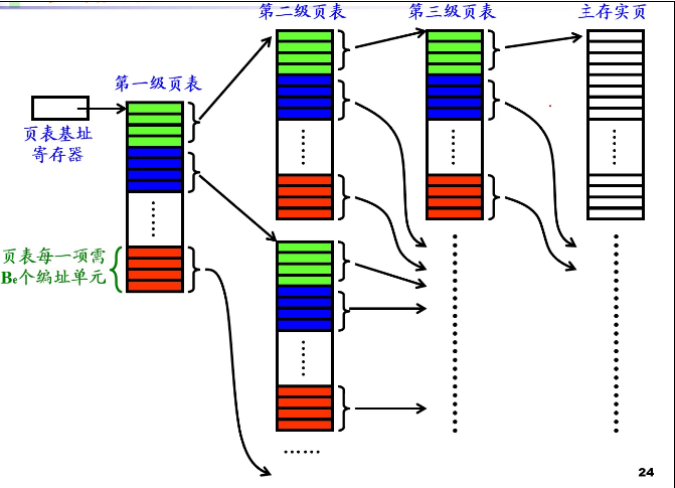 第二级页表
第三级页表
主存实页
第一级页表
页表基址
寄存器
页表每一项需
Be个编址单元
......
24